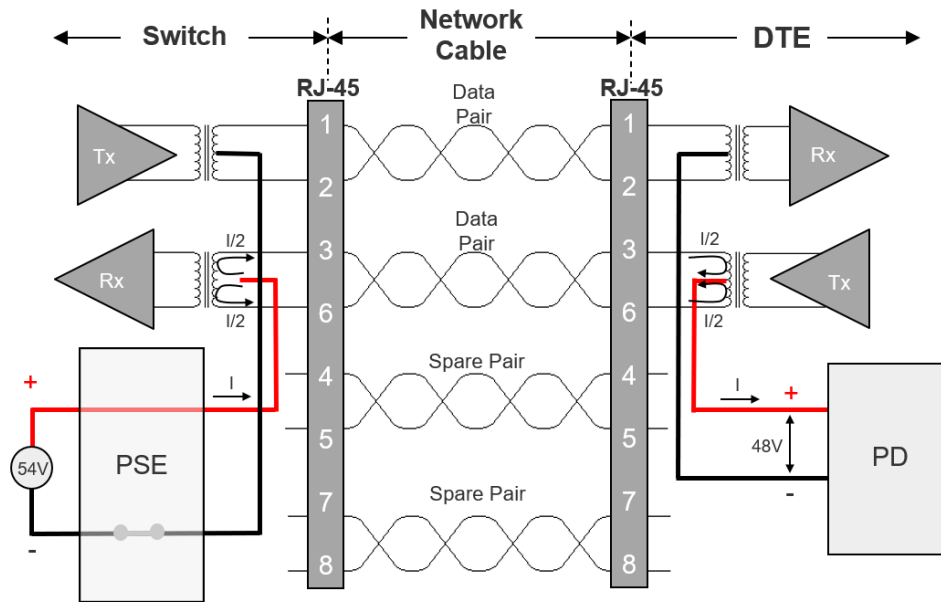 Switch
Network
Cable
DTE
RJ-45
RJ-45
Data
Pair
1
1
Tx
Rx
2
2
Data
Pair
I/2
3
3
I/2
Rx
Tx
I/2
6
6
I/2
Spare Pair
4
4
+
I
I
+
5
5
54V
PSE
48V
PD
Spare Pair
7
7
-
-
8
8